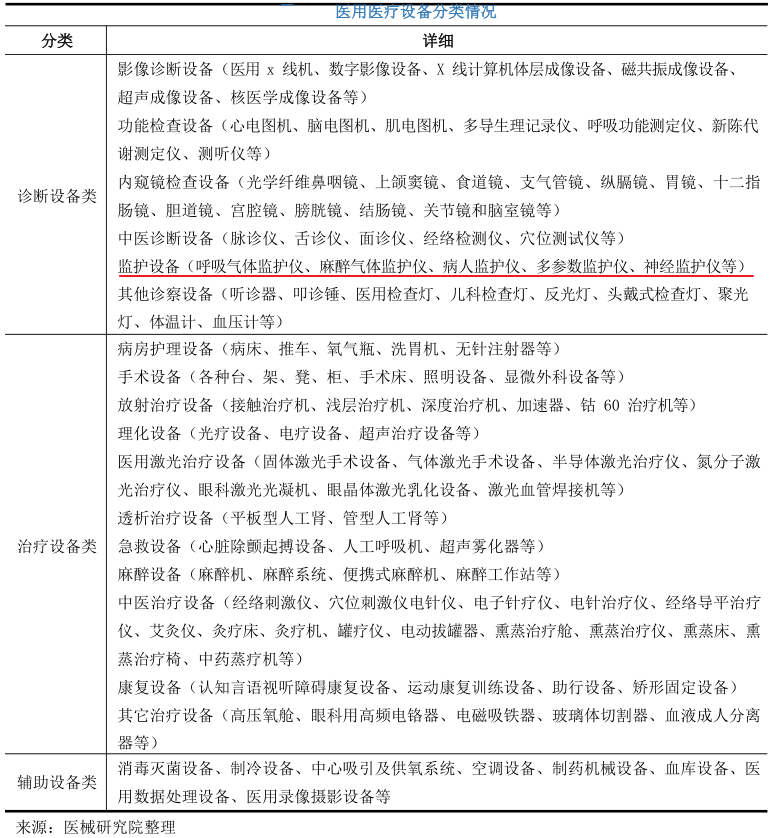 医用医疗设备分类情况
分类 详细
影像诊断设备（医用 x 线机、数字影像设备、X 线计算机体层成像设备、磁共振成像设备、
超声成像设备、核医学成像设备等）
功能检查设备（心电图机、脑电图机、肌电图机、多导生理记录仪、呼吸功能测定仪、新陈代
谢测定仪、测听仪等）
诊断设备类
内窥镜检查设备（光学纤维鼻咽镜、上颌窦镜、食道镜、支气管镜、纵膈镜、胃镜、十二指
肠镜、胆道镜、宫腔镜、膀胱镜、结肠镜、关节镜和脑室镜等）
中医诊断设备（脉诊仪、舌诊仪、面诊仪、经络检测仪、穴位测试仪等）
监护设备（呼吸气体监护仪、麻醉气体监护仪、病人监护仪、多参数监护仪、神经监护仪等）
其他诊察设备（听诊器、叩诊锤、医用检查灯、儿科检查灯、反光灯、头戴式检查灯、聚光
灯、体温计、血压计等）
病房护理设备（病床、推车、氧气瓶、洗胃机、无针注射器等）
手术设备（各种台、架、凳、柜、手术床、照明设备、显微外科设备等）
放射治疗设备（接触治疗机、浅层治疗机、深度治疗机、加速器、钴 60 治疗机等）
理化设备（光疗设备、电疗设备、超声治疗设备等）
医用激光治疗设备（固体激光手术设备、气体激光手术设备、半导体激光治疗仪、氮分子激
光治疗仪、眼科激光光凝机、眼晶体激光乳化设备、激光血管焊接机等）
透析治疗设备（平板型人工肾、管型人工肾等）
治疗设备类
急救设备（心脏除颤起搏设备、人工呼吸机、超声雾化器等）
麻醉设备（麻醉机、麻醉系统、便携式麻醉机、麻醉工作站等）
中医治疗设备（经络刺激仪、穴位刺激仪电针仪、电子针疗仪、电针治疗仪、经络导平治疗
仪、艾灸仪、灸疗床、灸疗机、罐疗仪、电动拔罐器、熏蒸治疗舱、熏蒸治疗仪、熏蒸床、熏
蒸治疗椅、中药蒸疗机等）
康复设备（认知言语视听障碍康复设备、运动康复训练设备、助行设备、矫形固定设备）
其它治疗设备（高压氧舱、眼科用高频电铬器、电磁吸铁器、玻璃体切割器、血液成人分离
器等）
辅助设备类
消毒灭菌设备、制冷设备、中心吸引及供氧系统、空调设备、制药机械设备、血库设备、医
用数据处理设备、医用录像摄影设备等
来源：医械研究院整理